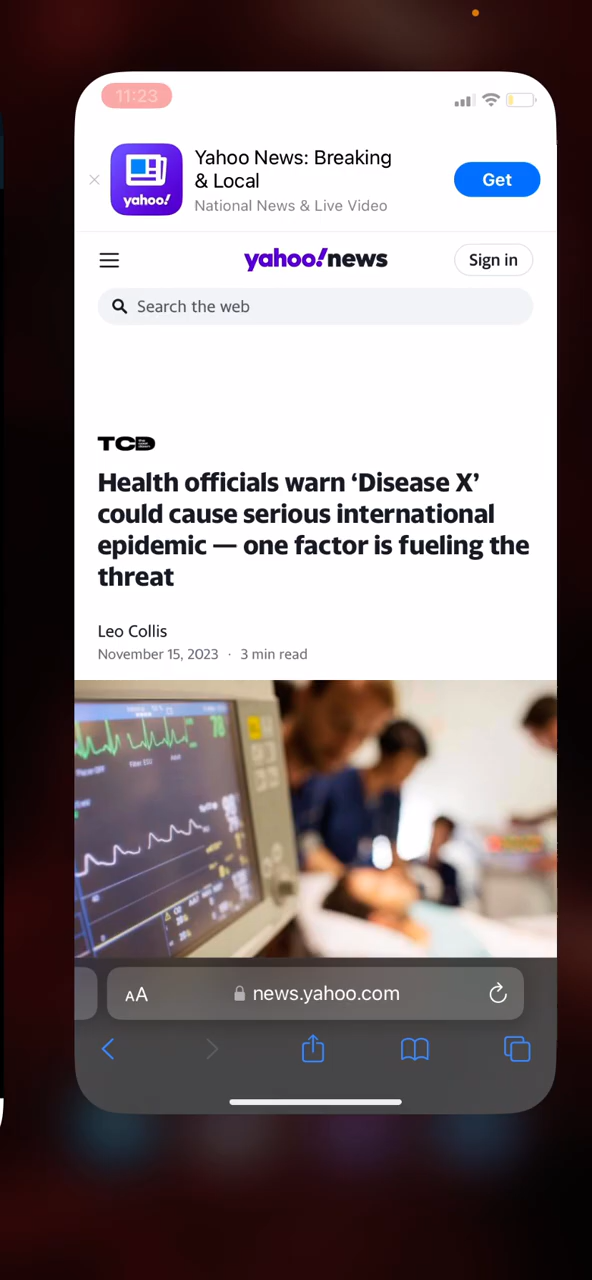 11:23
Yahoo News: Breaking
& Local
National News & Live Video
Get
yahoo!
yahoo!news
Sign in
Search the web
TCD
Health officials warn ‘Disease X’
could cause serious international
epidemic — one factor is fueling the
threat
Leo Collis
November 15, 2023 · 3 min read
78
AA
news.yahoo.com